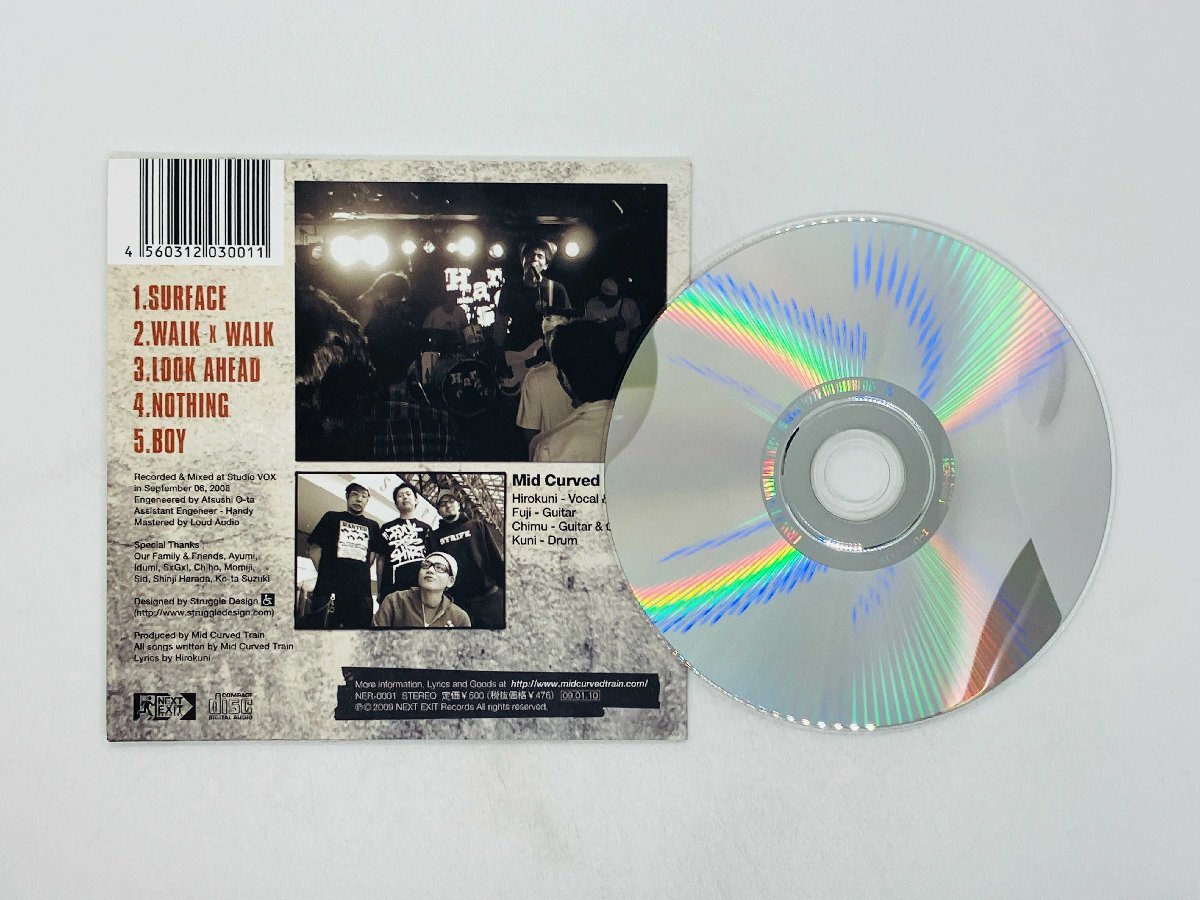 4 560312 030011
1.SURFACE
2.WALK x WALK
3.LOOK AHEAD
4.NOTHING
5.BOY
Recorded & Mixed at Studio VOX
in September 06, 2008
Engeneered by Atsushi O-ta
Assistant Engeneer - Handy
Mastered by Loud Audio
Special Thanks :
Our Family & Friends, Ayumi,
Idumi, SxGxI, Chiho, Momiji,
Sid, Shinji Harada, Ko-ta Suzuki
Designed by Struggle Design
(http://www.struggledesign.com)
Produced by Mid Curved Train
All songs written by Mid Curved Train
Lyrics by Hirokuni
NEXT
EXIT
COMPACT
disc
DIGITAL AUDIO
Har
Har
WANTED
STRIFE
Mid Curved
Hirokuni - Vocal &
Fuji - Guitar
Chimu - Guitar &
Kuni - Drum
More Information, Lyrics and Goods at http://www.midcurvedtrain.com/
NER-0001 STEREO 定価¥500(税抜価格¥476) 09.01.10
℗©2009 NEXT EXIT Records All rights reserved.